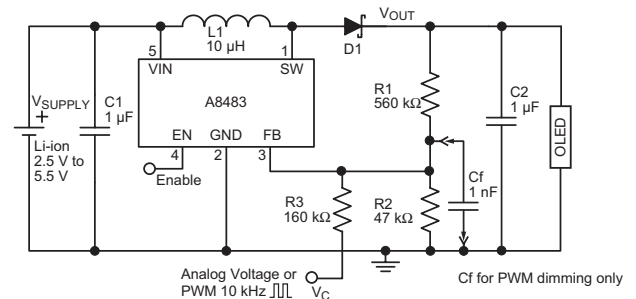 L1
10 µH
D1
VOUT
5
VIN
1
SW
A8483
EN
4
GND
2
FB
3
Enable
VSUPPLY
+
Li-ion
2.5 V to
5.5 V
C1
1 µF
R1
560 kΩ
C2
1 µF
OLED
Cf
1 nF
R3
160 kΩ
R2
47 kΩ
Analog Voltage or
PWM 10 kHz
VC
Cf for PWM dimming only